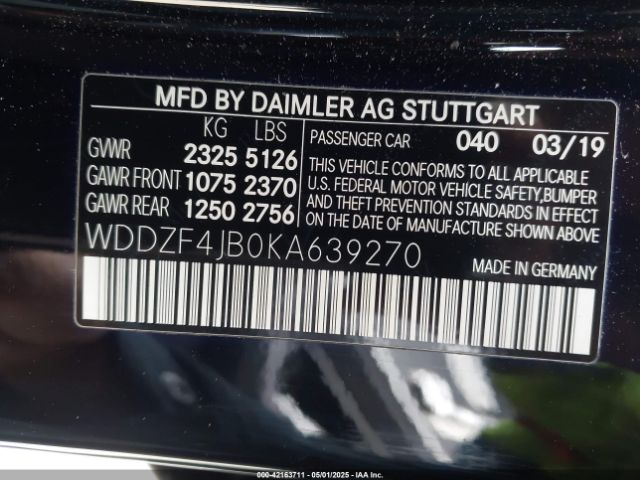 MFD BY DAIMLER AG STUTTGART
KG LBS
GVWR 2325 5126
GAWR FRONT 1075 2370
GAWR REAR 1250 2756
PASSENGER CAR 040 03/19
THIS VEHICLE CONFORMS TO ALL APPLICABLE
U.S. FEDERAL MOTOR VEHICLE SAFETY,BUMPER
AND THEFT PREVENTION STANDARDS IN EFFECT
ON THE DATE OF MANUFACTURE SHOWN ABOVE.
WDDZF4JB0KA639270
MADE IN GERMANY
000-42163711 - 05/01/2025 - IAA Inc.